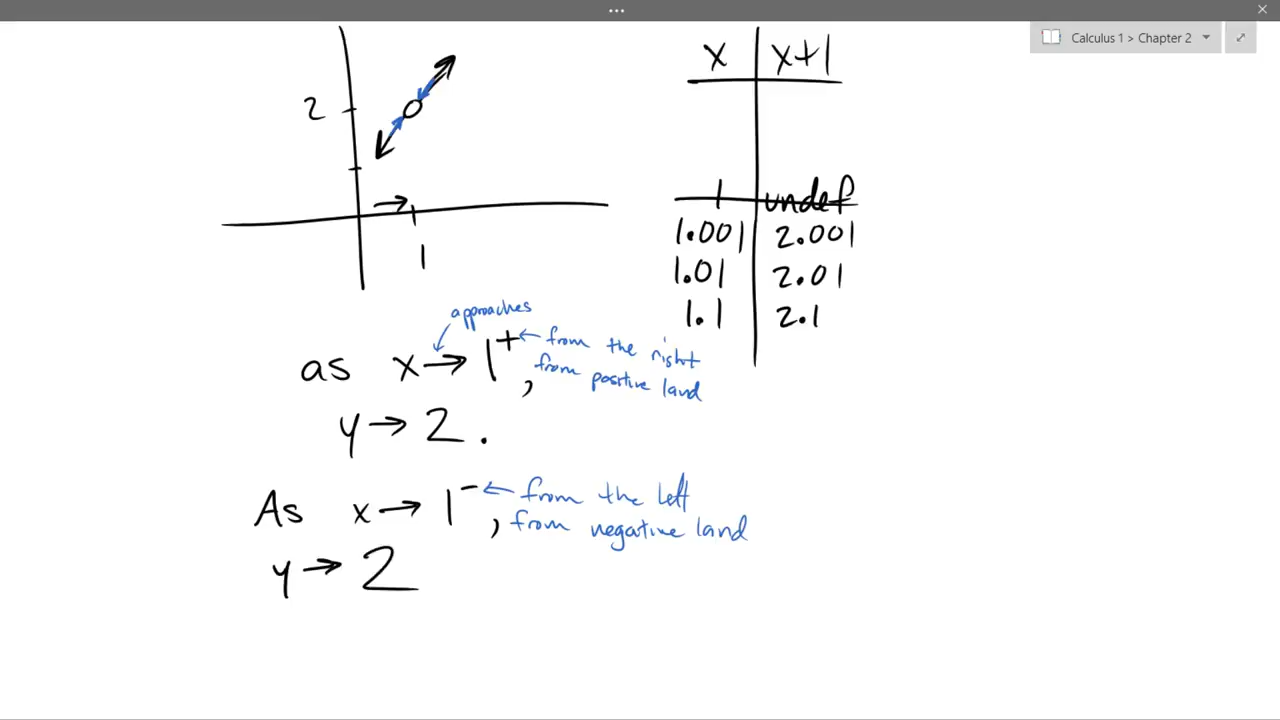 ...
Calculus 1 > Chapter 2
2
1
x x+1
1 undef
1.001 2.001
1.01 2.01
1.1 2.1
approaches
as x → 1⁺, ← from the right
from positive land
y → 2.
As x → 1⁻, ← from the left
from negative land
y → 2